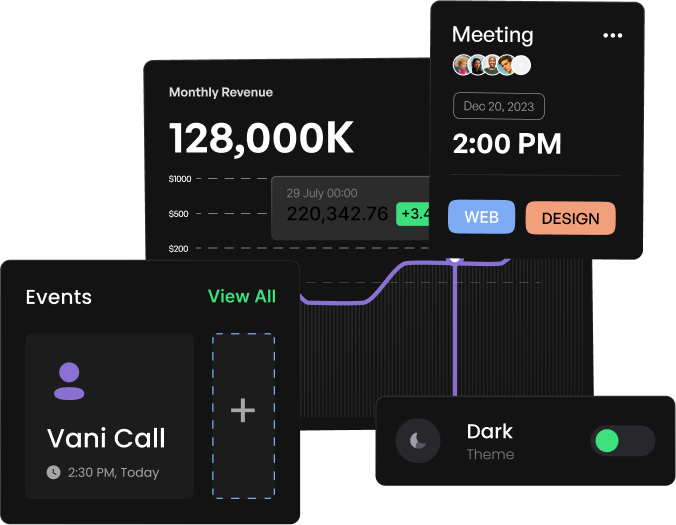 Meeting
Dec 20, 2023
2:00 PM
WEB
DESIGN
Monthly Revenue
128,000K
$1000
$500
$200
29 July 00:00
220,342.76
+3.4
Events
View All
Vani Call
2:30 PM, Today
Dark
Theme